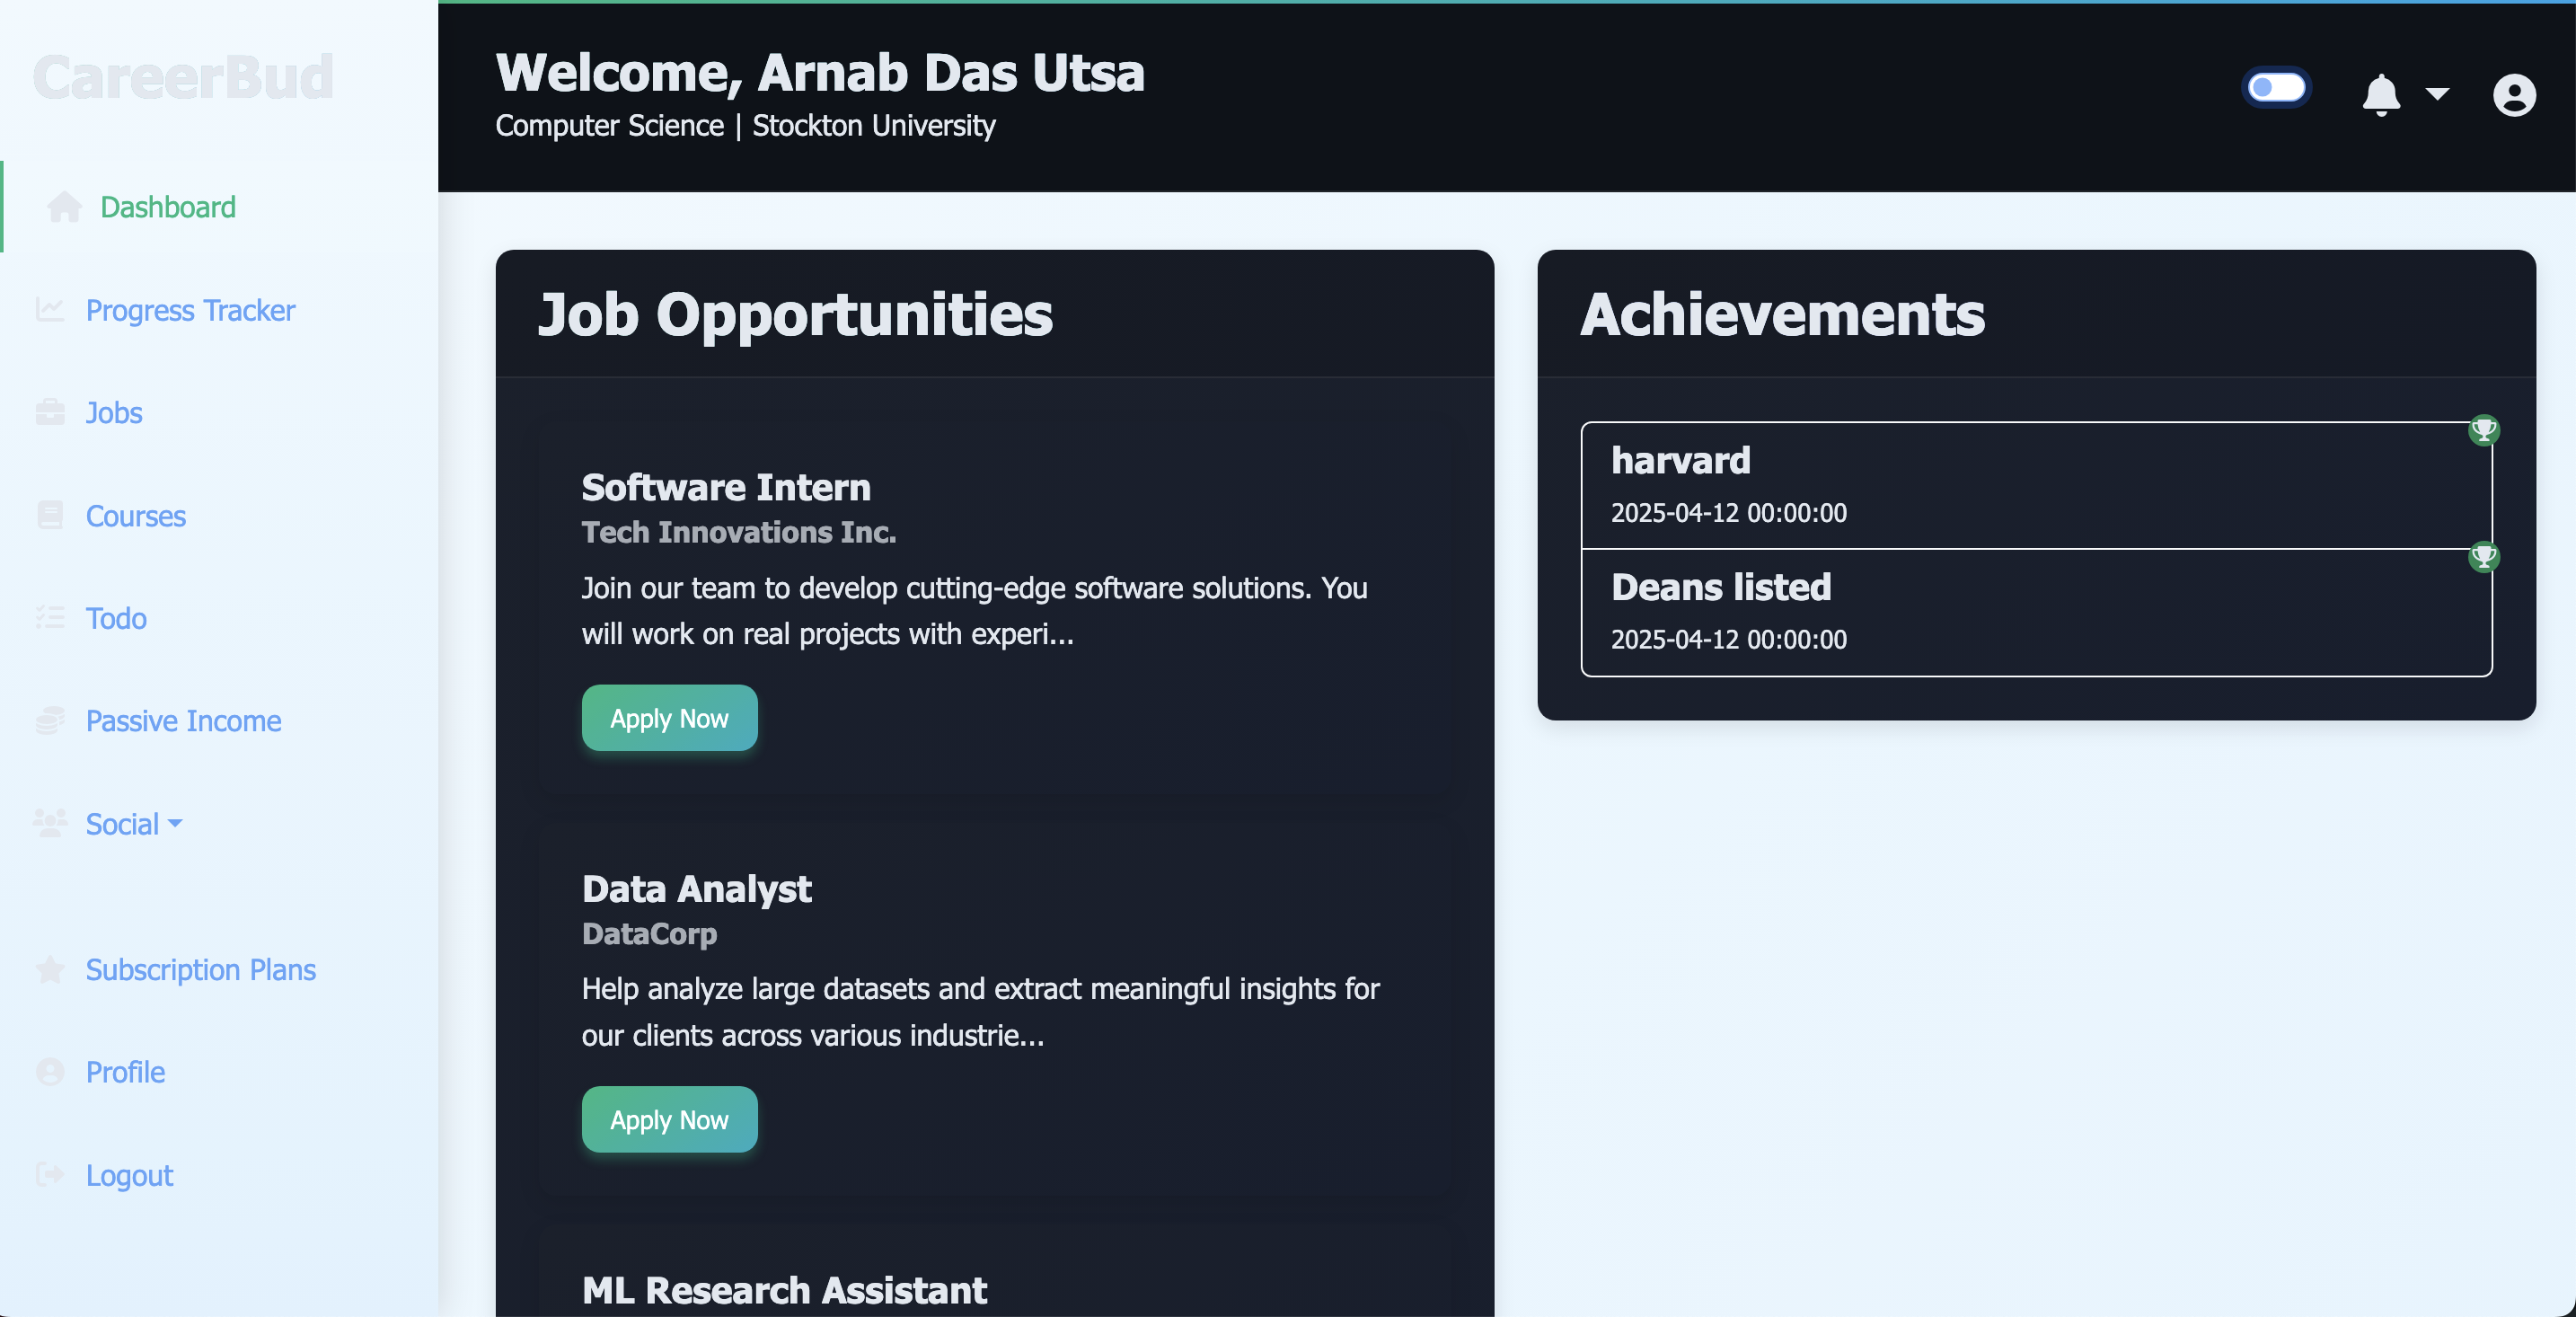 CareerBud
Dashboard
Progress Tracker
Jobs
Courses
Todo
Passive Income
Social
Subscription Plans
Profile
Logout
Welcome, Arnab Das Utsa
Computer Science | Stockton University
Job Opportunities
Software Intern
Tech Innovations Inc.
Join our team to develop cutting-edge software solutions. You
will work on real projects with experi...
Apply Now
Data Analyst
DataCorp
Help analyze large datasets and extract meaningful insights for
our clients across various industrie...
Apply Now
ML Research Assistant
Achievements
harvard
2025-04-12 00:00:00
Deans listed
2025-04-12 00:00:00